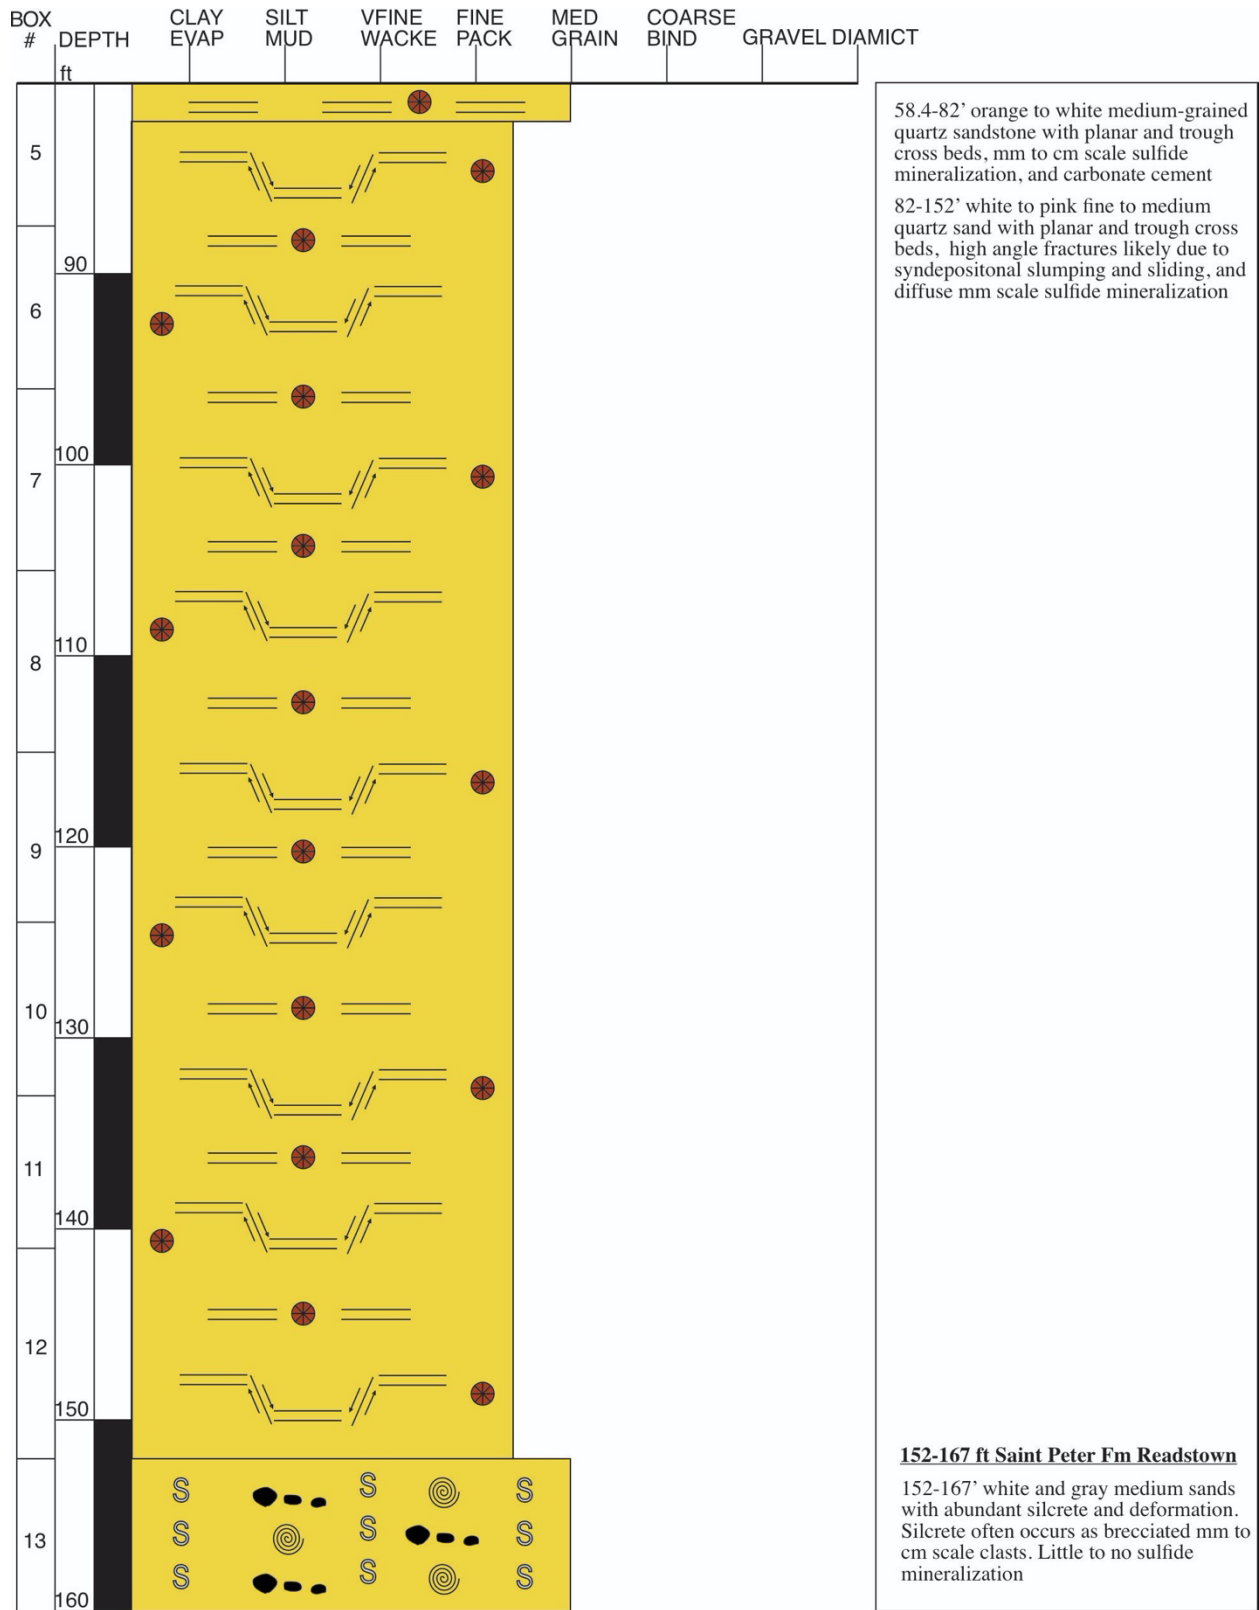 BOX CLAY SILT VFINE FINE MED COARSE
# DEPTH EVAP MUD WACKE PACK GRAIN BIND GRAVEL DIAMICT
ft
58.4-82’ orange to white medium-grained
quartz sandstone with planar and trough
cross beds, mm to cm scale sulfide
mineralization, and carbonate cement
82-152’ white to pink fine to medium
quartz sand with planar and trough cross
beds, high angle fractures likely due to
syndepositonal slumping and sliding, and
diffuse mm scale sulfide mineralization
5
90
6
100
7
110
8
120
9
10
130
11
140
12
150
152-167 ft Saint Peter Fm Readstown
152-167’ white and gray medium sands
with abundant silcrete and deformation.
Silcrete often occurs as brecciated mm to
cm scale clasts. Little to no sulfide
mineralization
S S S
13 S S S
S S S
160